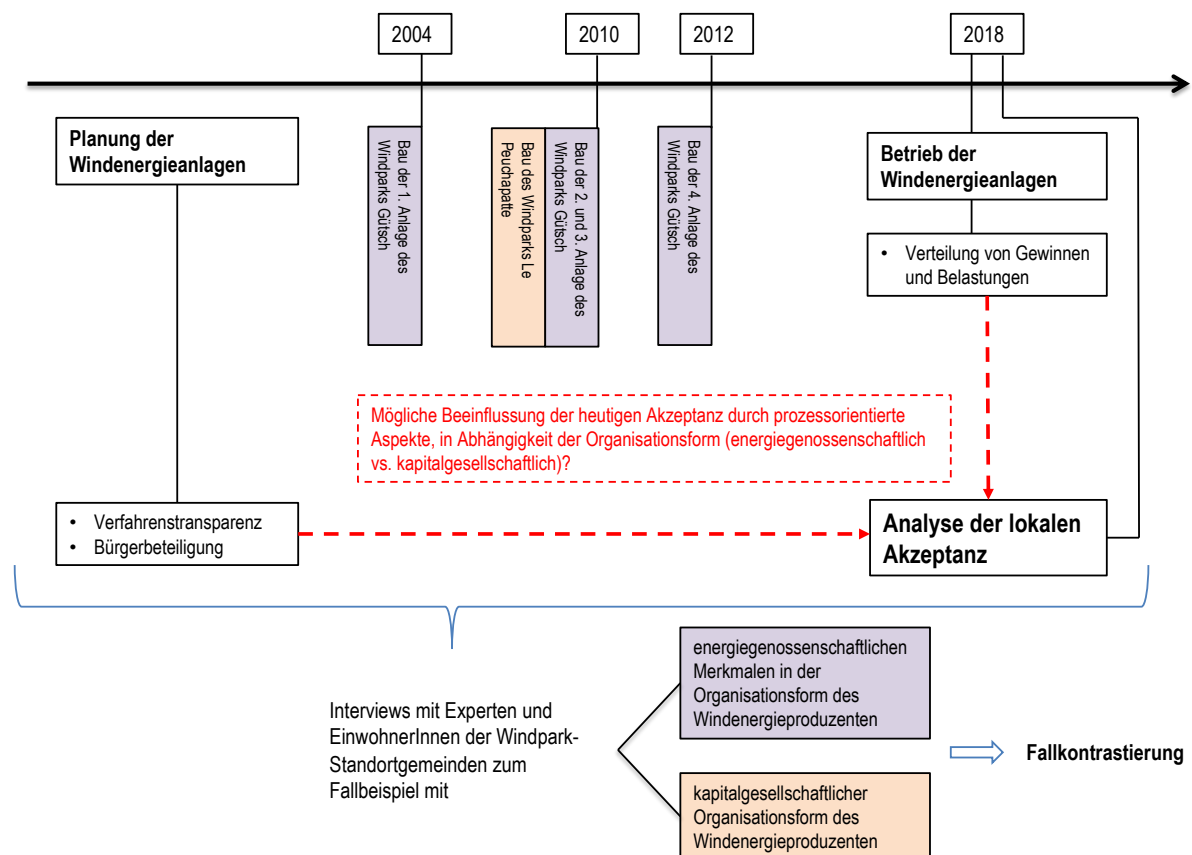 2004
2010
2012
2018
Planung der
Windenergieanlagen
Bau der 1. Anlage des
Windparks Gütsch
Bau des Windparks Le
Peuchapatte
Bau der 2. und 3. Anlage des
Windparks Gütsch
Bau der 4. Anlage des
Windparks Gütsch
Betrieb der
Windenergieanlagen
• Verteilung von Gewinnen
und Belastungen
Mögliche Beeinflussung der heutigen Akzeptanz durch prozessorientierte
Aspekte, in Abhängigkeit der Organisationsform (energiegenossenschaftlich
vs. kapitalgesellschaftlich)?
• Verfahrenstransparenz
• Bürgerbeteiligung
Analyse der lokalen
Akzeptanz
Interviews mit Experten und
EinwohnerInnen der Windpark-
Standortgemeinden zum
Fallbeispiel mit
energiegenossenschaftlichen
Merkmalen in der
Organisationsform des
Windenergieproduzenten
kapitalgesellschaftlicher
Organisationsform des
Windenergieproduzenten
Fallkontrastierung